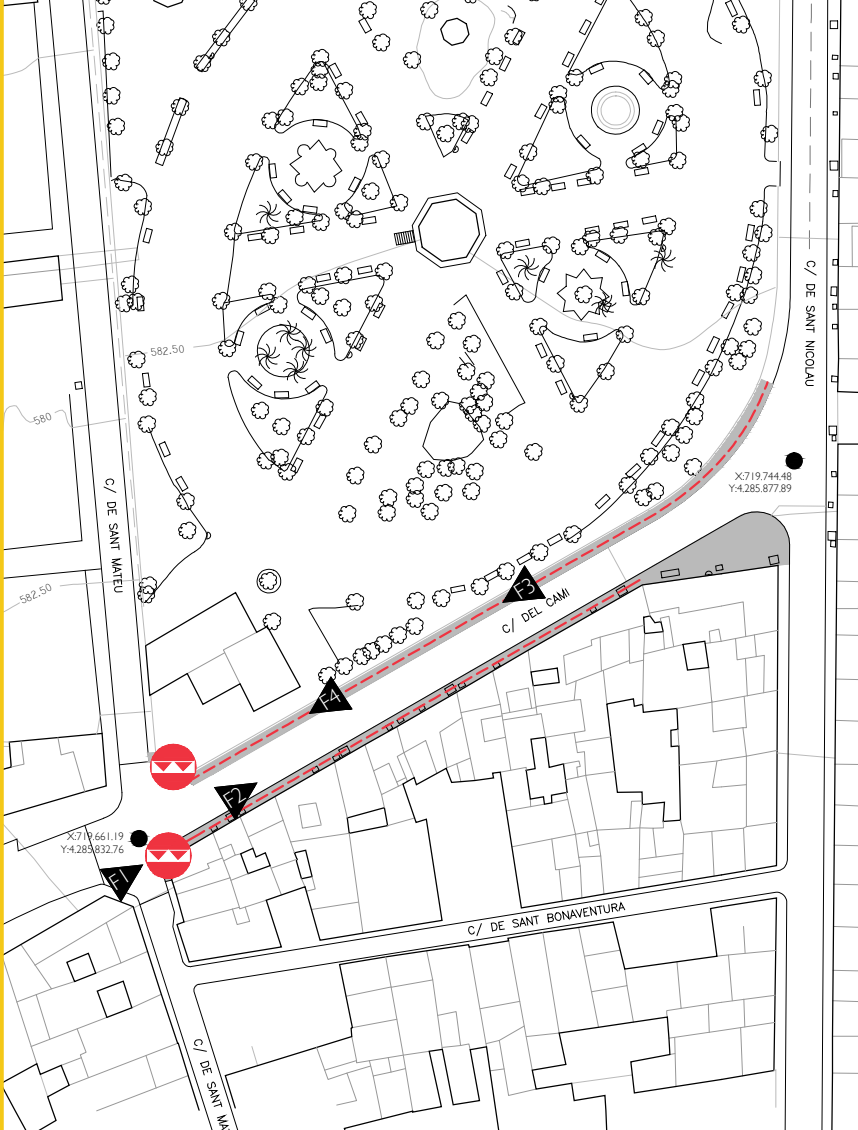 C/ DE SANT NICOLAU
582.50
580
X:719.744.48
Y:4.285.877.89
C/ DE SANT MATEU
582.50
F3
C/ DEL CAMI
F4
F2
X:719.661.19
Y:4.285.832.76
F1
C/ DE SANT BONAVENTURA
C/ DE SANT MA